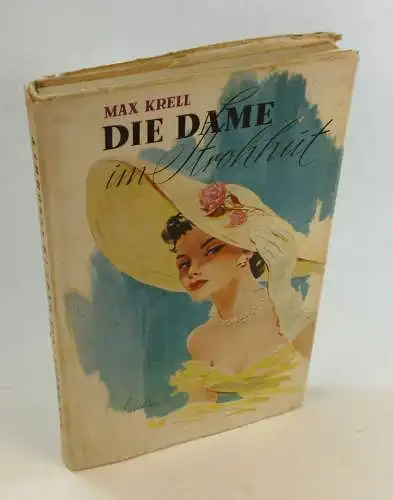 MAX KRELL
DIE DAME
im Strohhut